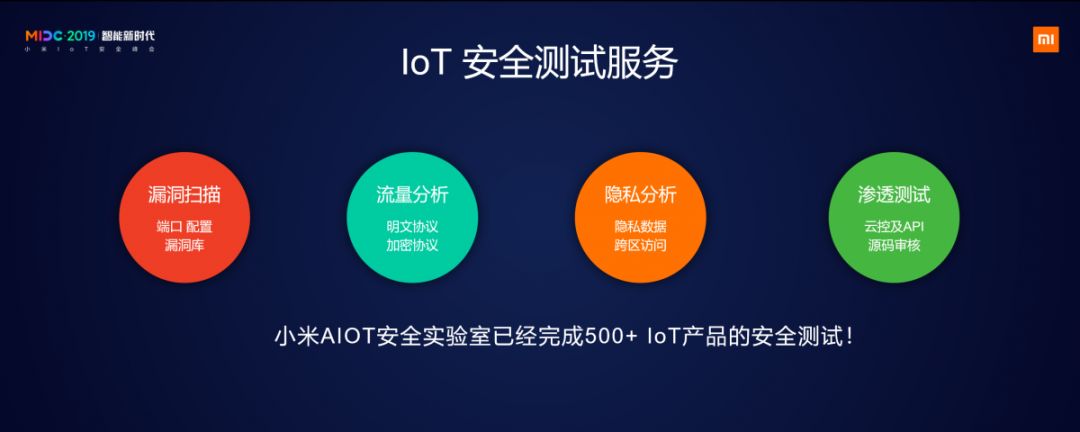 MIDC·2019 智能新时代
小米IoT安全峰会
IoT 安全测试服务
漏洞扫描
端口 配置
漏洞库
流量分析
明文协议
加密协议
隐私分析
隐私数据
跨区访问
渗透测试
云控及API
源码审核
小米AIOT安全实验室已经完成500+ IoT产品的安全测试!